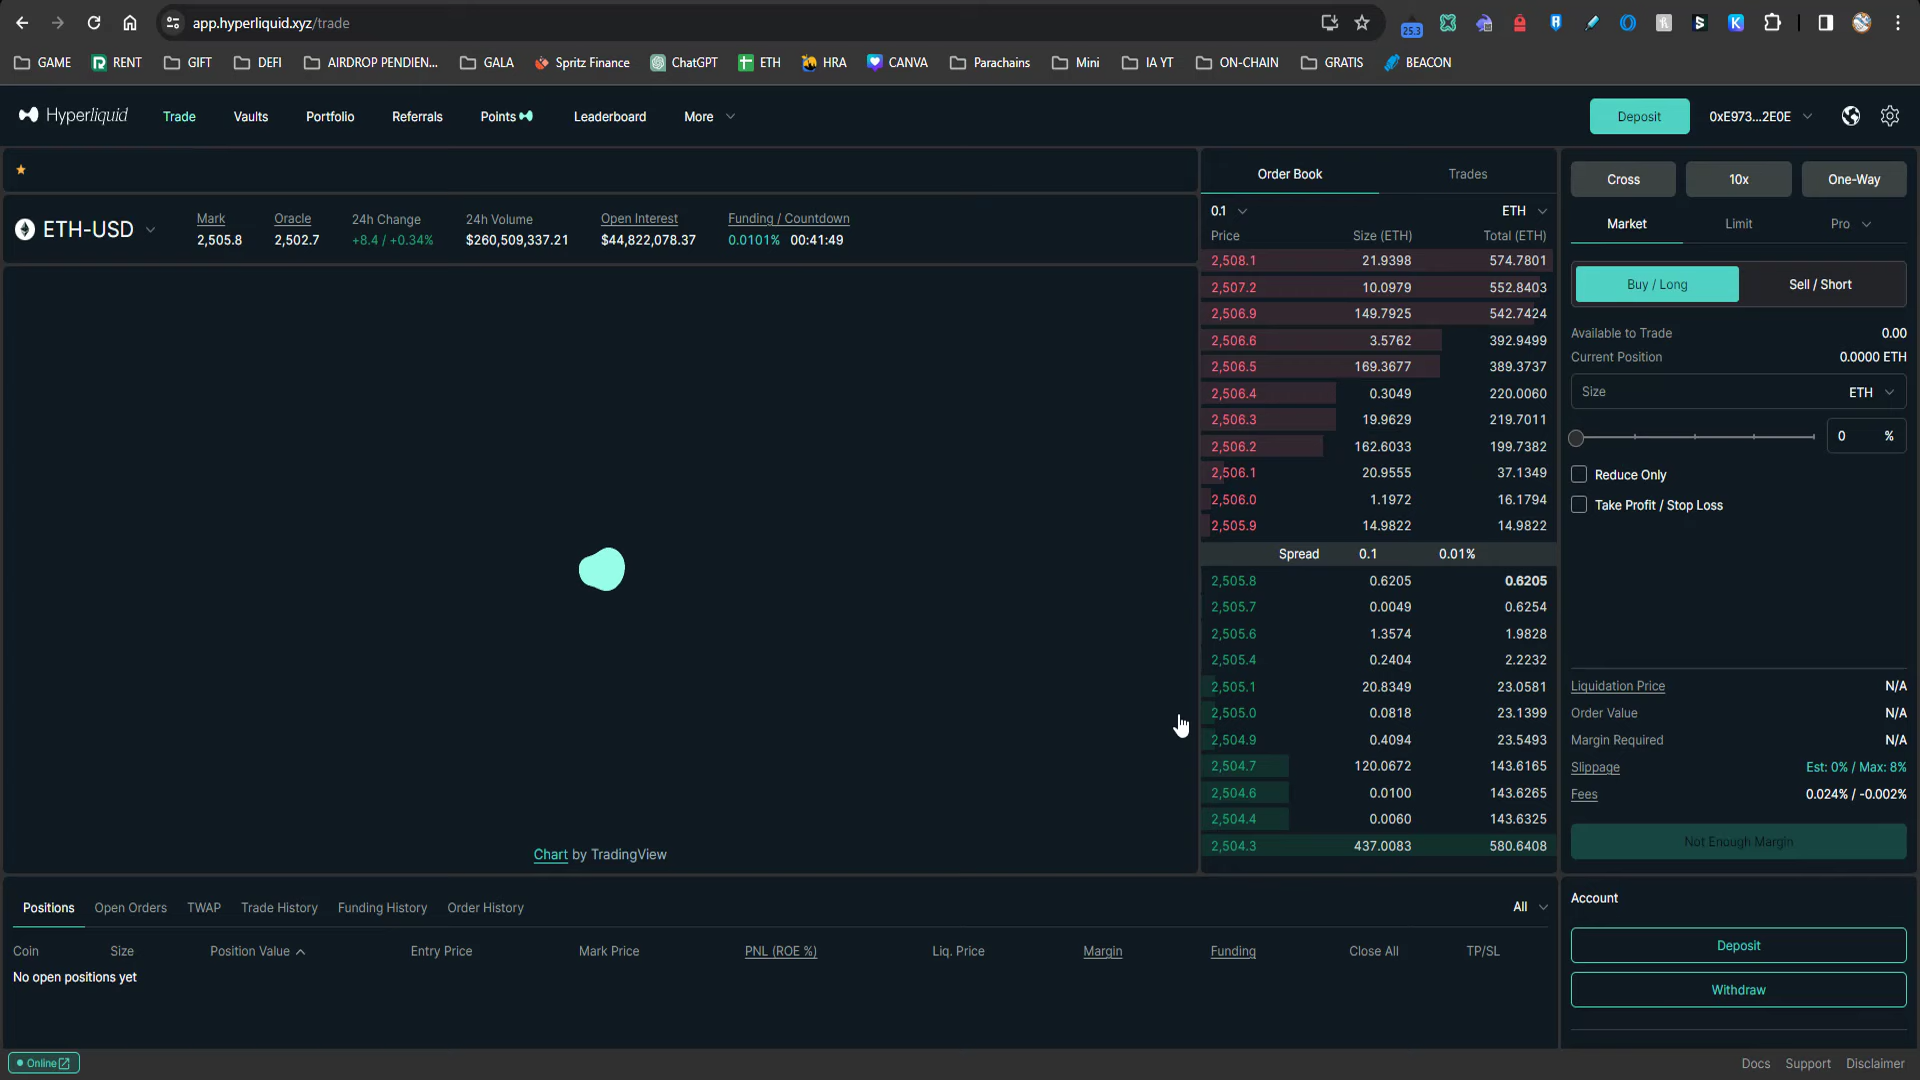 app.hyperliquid.xyz/trade
25.3
GAME RENT GIFT DEFI AIRDROP PENDIEN... GALA Spritz Finance ChatGPT ETH HRA CANVA Parachains Mini IA YT ON-CHAIN GRATIS BEACON
Hyperliquid Trade Vaults Portfolio Referrals Points Leaderboard More Deposit 0xE973...2E0E
ETH-USD
Mark Oracle 24h Change 24h Volume Open Interest Funding / Countdown
2,505.8 2,502.7 +8.4 / +0.34% $260,509,337.21 $44,822,078.37 0.0101% 00:41:49
Chart by TradingView
Order Book Trades
0.1 ETH
Price Size (ETH) Total (ETH)
2,508.1 21.9398 574.7801
2,507.2 10.0979 552.8403
2,506.9 149.7925 542.7424
2,506.6 3.5762 392.9499
2,506.5 169.3677 389.3737
2,506.4 0.3049 220.0060
2,506.3 19.9629 219.7011
2,506.2 162.6033 199.7382
2,506.1 20.9555 37.1349
2,506.0 1.1972 16.1794
2,505.9 14.9822 14.9822
Spread 0.1 0.01%
2,505.8 0.6205 0.6205
2,505.7 0.0049 0.6254
2,505.6 1.3574 1.9828
2,505.4 0.2404 2.2232
2,505.1 20.8349 23.0581
2,505.0 0.0818 23.1399
2,504.9 0.4094 23.5493
2,504.7 120.0672 143.6165
2,504.6 0.0100 143.6265
2,504.4 0.0060 143.6325
2,504.3 437.0083 580.6408
Cross 10x One-Way
Market Limit Pro
Buy / Long Sell / Short
Available to Trade 0.00
Current Position 0.0000 ETH
Size ETH
0 %
Reduce Only
Take Profit / Stop Loss
Liquidation Price N/A
Order Value N/A
Margin Required N/A
Slippage Est: 0% / Max: 8%
Fees 0.024% / -0.002%
Not Enough Margin
Positions Open Orders TWAP Trade History Funding History Order History All
Coin Size Position Value Entry Price Mark Price PNL (ROE %) Liq. Price Margin Funding Close All TP/SL
No open positions yet
Account
Deposit
Withdraw
Online Docs Support Disclaimer